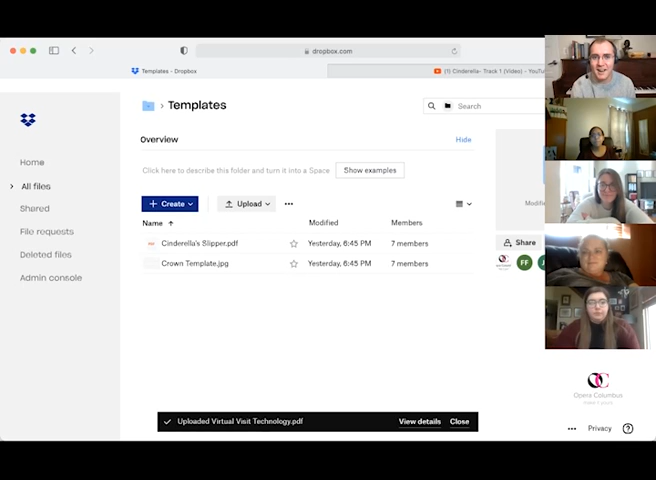 dropbox.com
Templates - Dropbox
(1) Cinderella- Track 1 (Video) - YouTu
› Templates
Search
Overview
Hide
Click here to describe this folder and turn it into a Space
Show examples
Home
All files
Shared
File requests
Deleted files
Admin console
+ Create
Upload
Name ↑
Modified
Members
Cinderella's Slipper.pdf
Yesterday, 6:45 PM
7 members
Crown Template.jpg
Yesterday, 6:45 PM
7 members
Modifi
Share
FF
J
Opera Columbus
Uploaded Virtual Visit Technology.pdf
View details
Close
Privacy